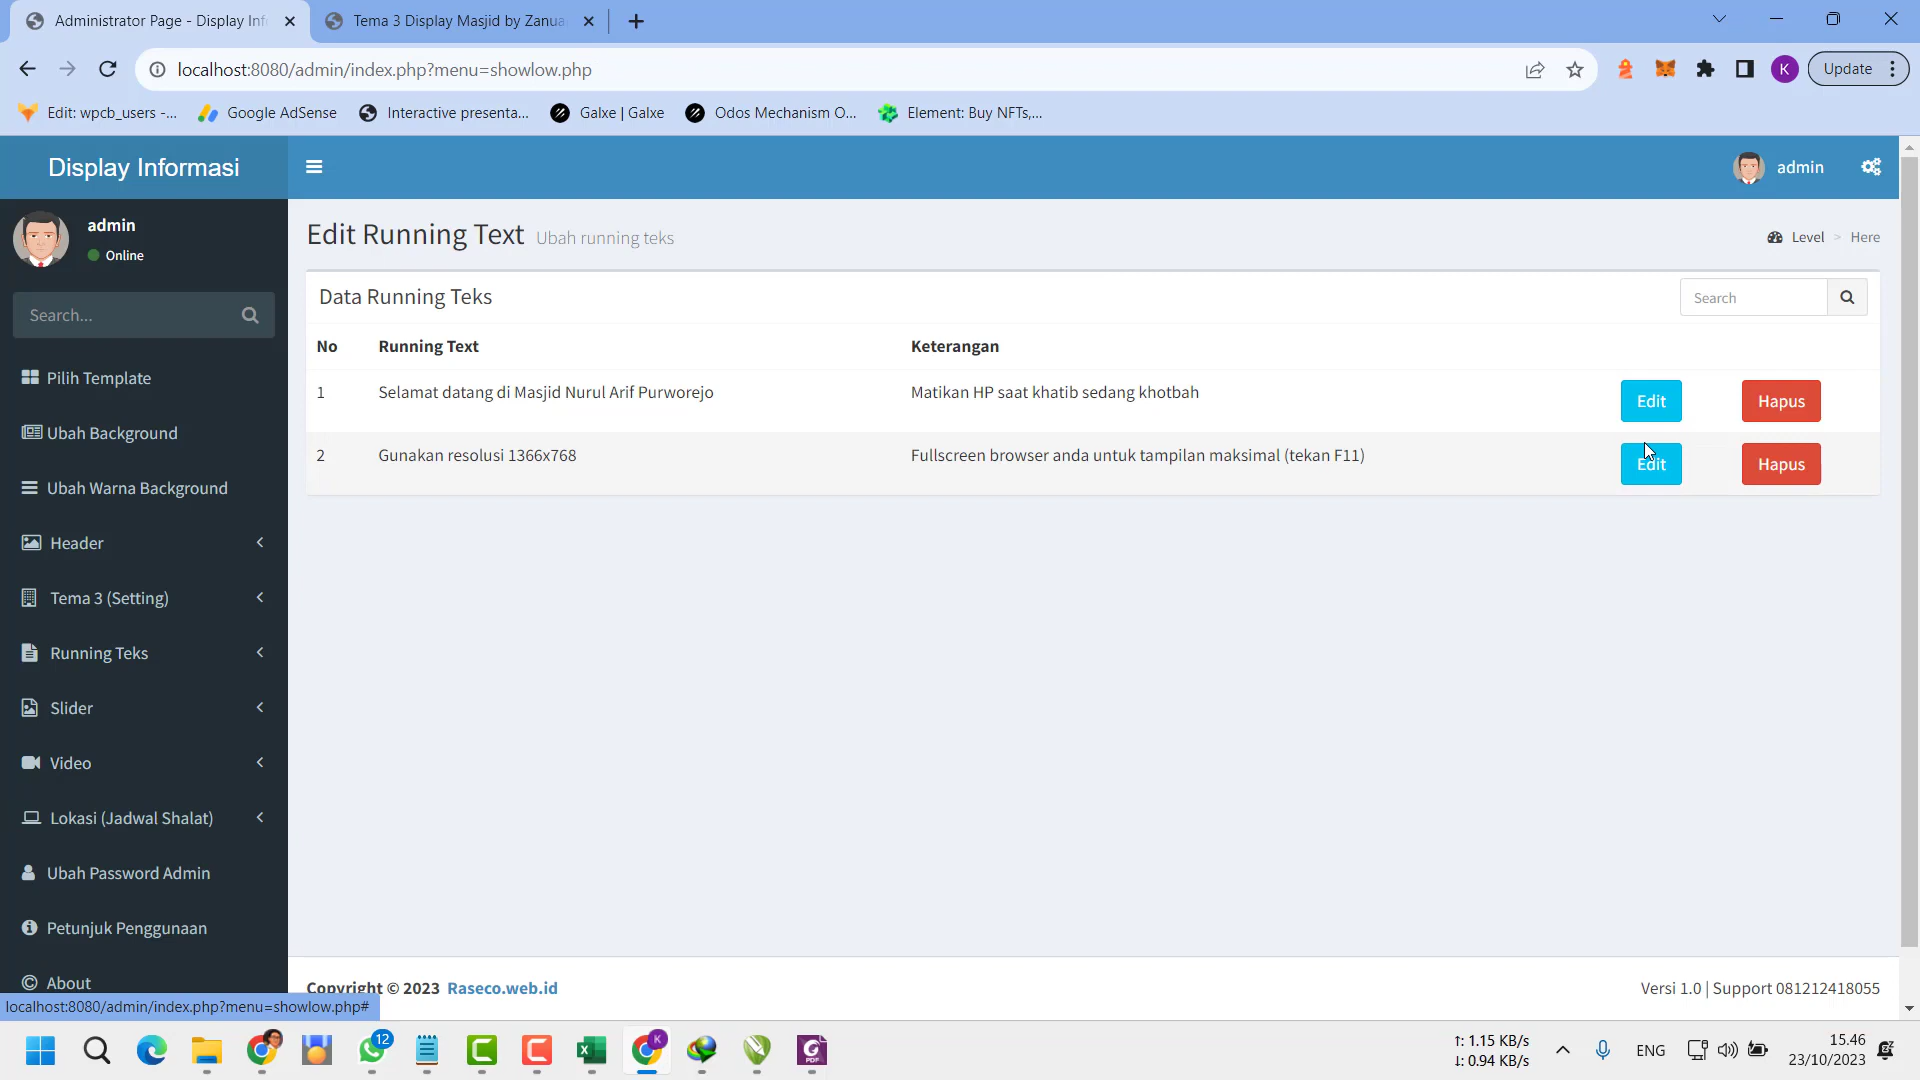 Administrator Page - Display Inf
Tema 3 Display Masjid by Zanua
localhost:8080/admin/index.php?menu=showlow.php
K
Update
Edit: wpcb_users -...
Google AdSense
Interactive presenta...
Galxe | Galxe
Odos Mechanism O...
Element: Buy NFTs,...
Display Informasi
admin
admin
Online
Search...
Pilih Template
Ubah Background
Ubah Warna Background
Header
Tema 3 (Setting)
Running Teks
Slider
Video
Lokasi (Jadwal Shalat)
Ubah Password Admin
Petunjuk Penggunaan
About
Edit Running Text Ubah running teks
Level > Here
Data Running Teks
Search
No Running Text Keterangan
1 Selamat datang di Masjid Nurul Arif Purworejo Matikan HP saat khatib sedang khotbah Edit Hapus
2 Gunakan resolusi 1366x768 Fullscreen browser anda untuk tampilan maksimal (tekan F11) Edit Hapus
Copyright © 2023 Raseco.web.id
Versi 1.0 | Support 081212418055
localhost:8080/admin/index.php?menu=showlow.php#
12
K
PDF
↑: 1.15 KB/s
↓: 0.94 KB/s
ENG
15.46
23/10/2023